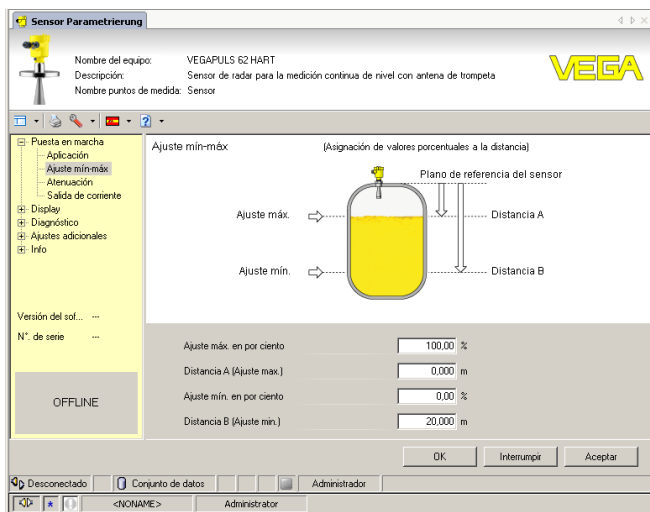 Sensor Parametrierung
Nombre del equipo: VEGAPULS 62 HART
Descripción: Sensor de radar para la medición continua de nivel con antena de trompeta
Nombre puntos de medida: Sensor
VEGA
Puesta en marcha
Aplicación
Ajuste mín-máx
Atenuación
Salida de corriente
Display
Diagnóstico
Ajustes adicionales
Info
Versión del sof... ---
N°. de serie ---
OFFLINE
Ajuste mín-máx (Asignación de valores porcentuales a la distancia)
Plano de referencia del sensor
Ajuste máx. Distancia A
Ajuste mín. Distancia B
Ajuste máx. en por ciento 100,00 %
Distancia A (Ajuste max.) 0,000 m
Ajuste mín. en por ciento 0,00 %
Distancia B (Ajuste min.) 20,000 m
OK Interrumpir Aceptar
Desconectado Conjunto de datos Administrador
<NONAME> Administrator